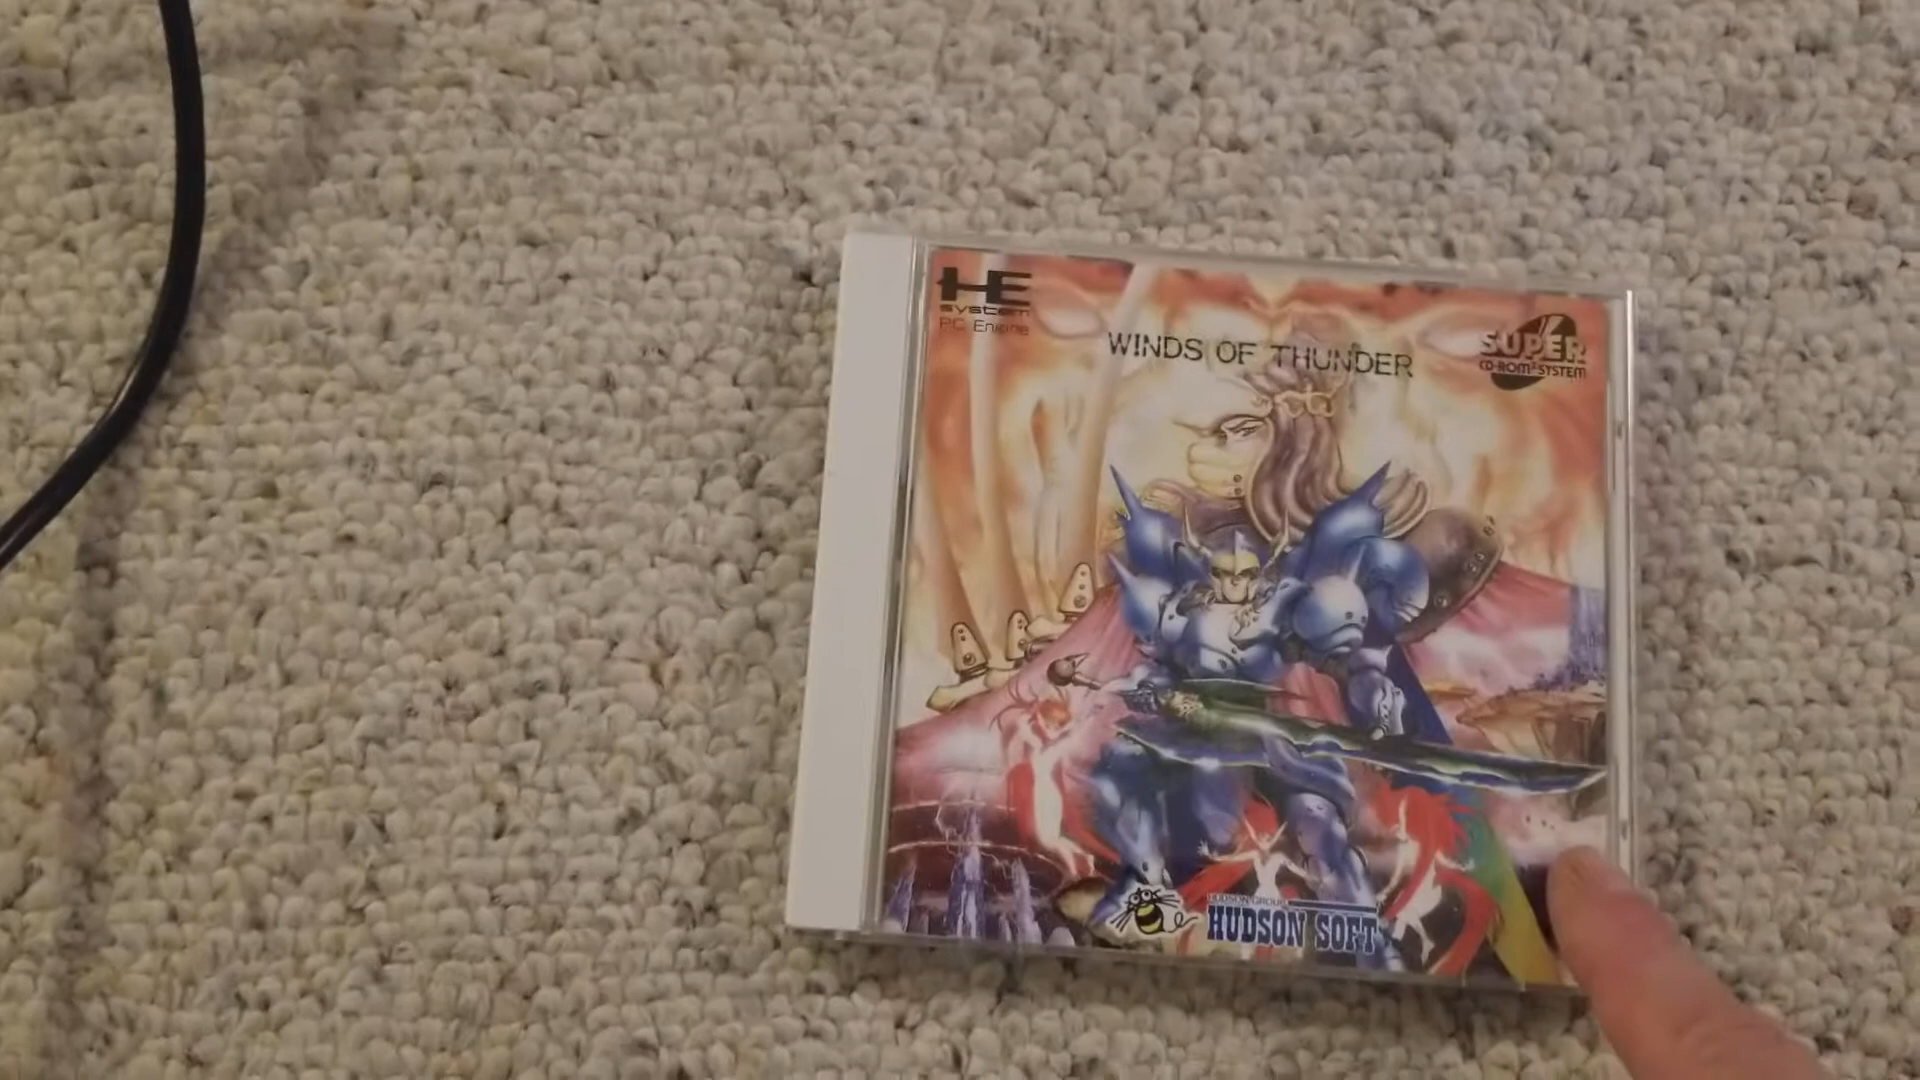 HE
system
PC Engine
WINDS OF THUNDER
SUPER
CD-ROM² SYSTEM
HUDSON GROUP
HUDSON SOFT